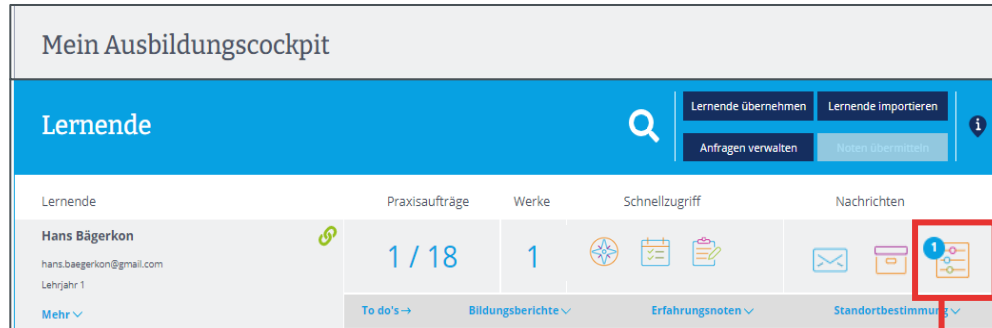 Mein Ausbildungscockpit
Lernende
Lernende übernehmen
Lernende importieren
Anfragen verwalten
Noten übermitteln
Lernende
Praxisaufträge
Werke
Schnellzugriff
Nachrichten
Hans Bägerkon
hans.baegerkon@gmail.com
Lehrjahr 1
Mehr
1 / 18
1
1
To do's→
Bildungsberichte
Erfahrungsnoten
Standortbestimmung